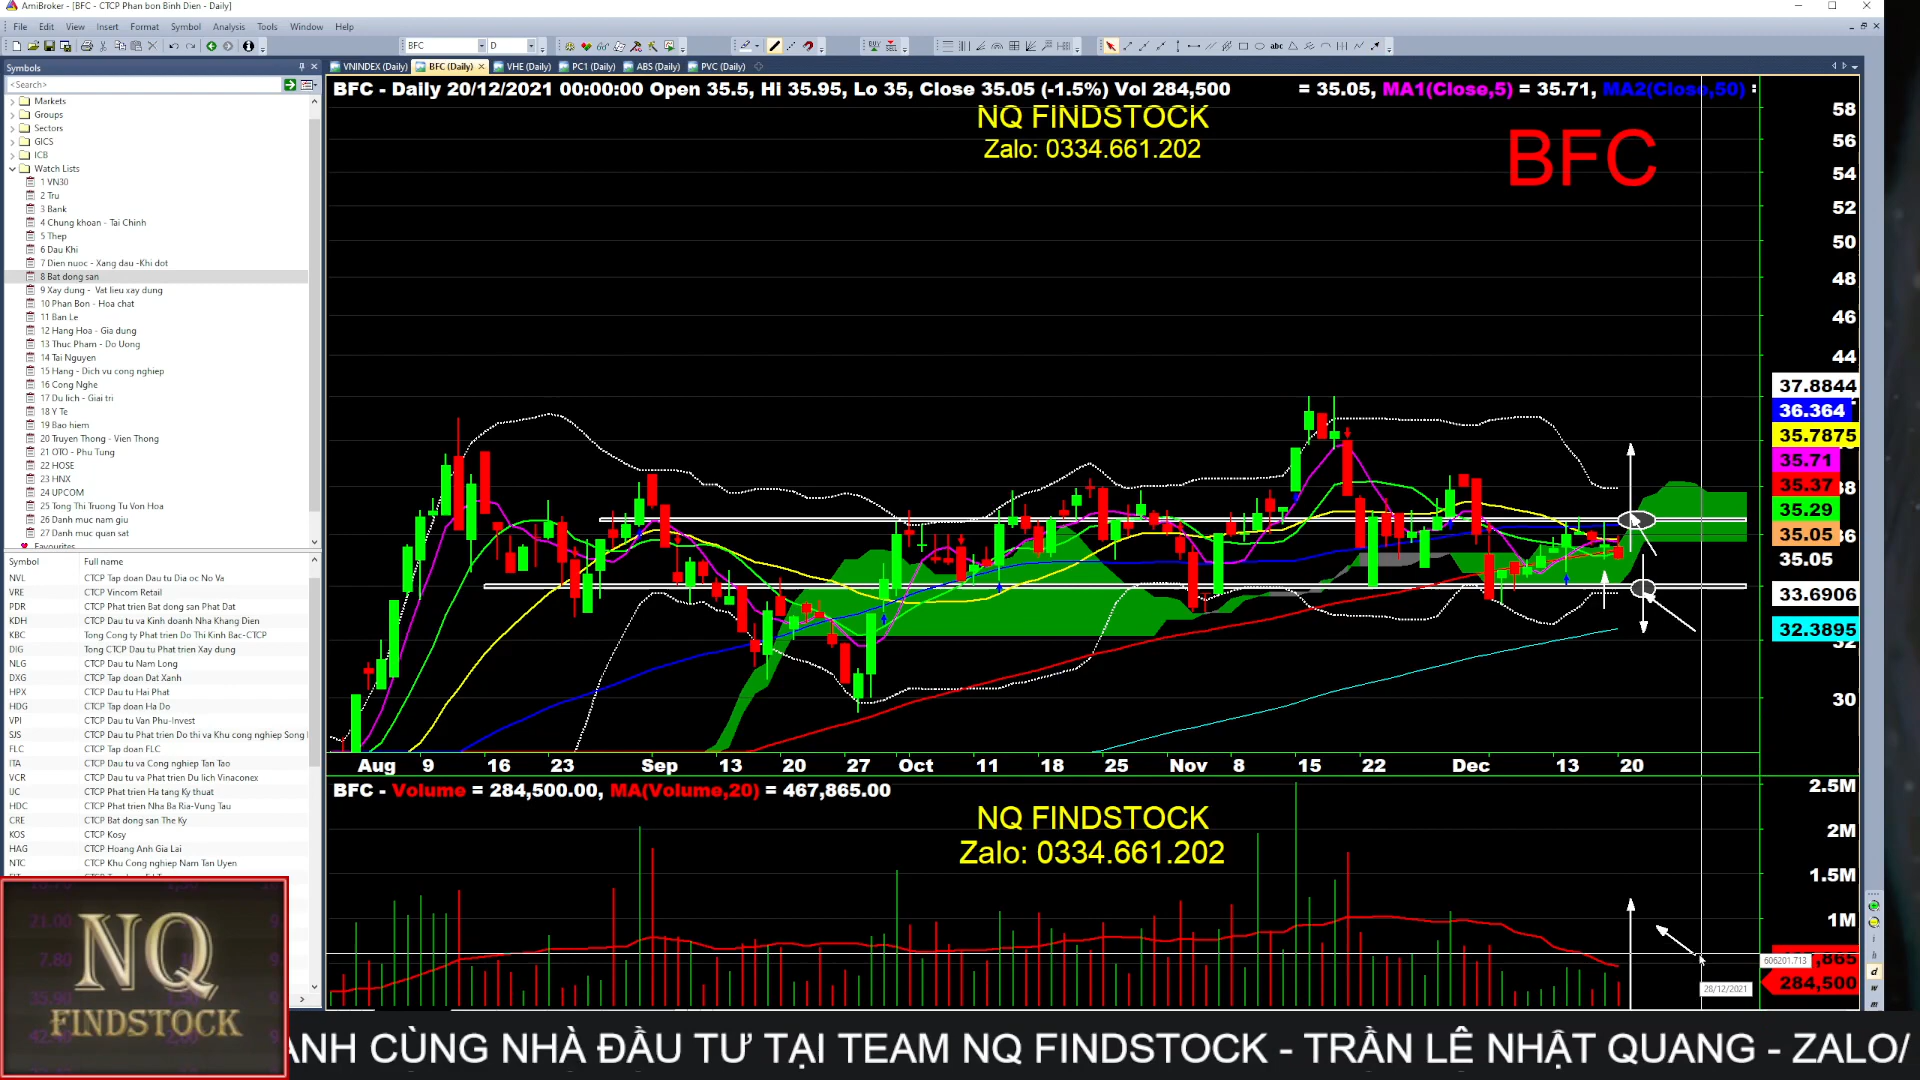 AmiBroker - [BFC - CTCP Phan bon Binh Dien - Daily]
File Edit View Insert Format Symbol Analysis Tools Window Help
BFC D
Symbols
VNINDEX (Daily) BFC (Daily) VHE (Daily) PC1 (Daily) ABS (Daily) PVC (Daily)
<Search>
Markets
Groups
Sectors
GICS
ICB
Watch Lists
1 VN30
2 Tru
3 Bank
4 Chung khoan - Tai Chinh
5 Thep
6 Dau Khi
7 Dien nuoc - Xang dau -Khi dot
8 Bat dong san
9 Xay dung - Vat lieu xay dung
10 Phan Bon - Hoa chat
11 Ban Le
12 Hang Hoa - Gia dung
13 Thuc Pham - Do Uong
14 Tai Nguyen
15 Hang - Dich vu cong nghiep
16 Cong Nghe
17 Du lich - Giai tri
18 Y Te
19 Bao hiem
20 Truyen Thong - Vien Thong
21 OTO - Phu Tung
22 HOSE
23 HNX
24 UPCOM
25 Tong Thi Truong Tu Von Hoa
26 Danh muc nam giu
27 Danh muc quan sat
Favourites
Symbol Full name
NVL CTCP Tap doan Dau tu Dia oc No Va
VRE CTCP Vincom Retail
PDR CTCP Phat trien Bat dong san Phat Dat
KDH CTCP Dau tu va Kinh doanh Nha Khang Dien
KBC Tong Cong ty Phat trien Do Thi Kinh Bac-CTCP
DIG Tong CTCP Dau tu Phat trien Xay dung
NLG CTCP Dau tu Nam Long
DXG CTCP Tap doan Dat Xanh
HPX CTCP Dau tu Hai Phat
HDG CTCP Tap doan Ha Do
VPI CTCP Dau tu Van Phu-Invest
SJS CTCP Dau tu Phat trien Do thi va Khu cong nghiep Song
FLC CTCP Tap doan FLC
ITA CTCP Dau tu va Cong nghiep Tan Tao
VCR CTCP Dau tu va Phat trien Du lich Vinaconex
IJC CTCP Phat trien Ha tang Ky thuat
HDC CTCP Phat trien Nha Ba Ria-Vung Tau
CRE CTCP Bat dong san The Ky
KOS CTCP Kosy
HAG CTCP Hoang Anh Gia Lai
NTC CTCP Khu Cong nghiep Nam Tan Uyen
BFC - Daily 20/12/2021 00:00:00 Open 35.5, Hi 35.95, Lo 35, Close 35.05 (-1.5%) Vol 284,500 = 35.05, MA1(Close,5) = 35.71, MA2(Close,50) :
NQ FINDSTOCK
Zalo: 0334.661.202
BFC
58
56
54
52
50
48
46
44
37.8844
36.364
35.7875
35.71
35.37
35.29
35.05
35.05
33.6906
32.3895
30
Aug 9 16 23 Sep 13 20 27 Oct 11 18 25 Nov 8 15 22 Dec 13 20
BFC - Volume = 284,500.00, MA(Volume,20) = 467,865.00
NQ FINDSTOCK
Zalo: 0334.661.202
2.5M
2M
1.5M
1M
606201.713
284,500
28/12/2021
NQ
FINDSTOCK
ANH CÙNG NHÀ ĐẦU TƯ TẠI TEAM NQ FINDSTOCK - TRẦN LÊ NHẬT QUANG - ZALO/